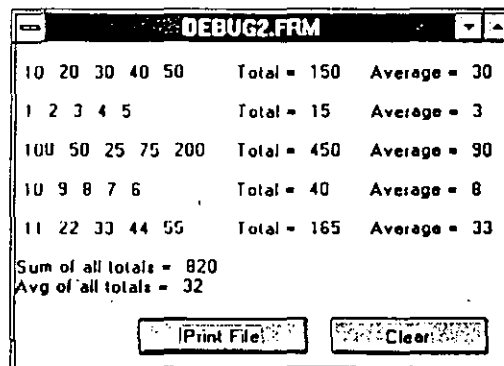 DEBUG2.FRM
10 20 30 40 50 Total = 150 Average = 30
1 2 3 4 5 Total = 15 Average = 3
100 50 25 75 200 Total = 450 Average = 90
10 9 8 7 6 Total = 40 Average = 8
11 22 33 44 55 Total = 165 Average = 33
Sum of all totals = 820
Avg of all totals = 32
Print File Clear